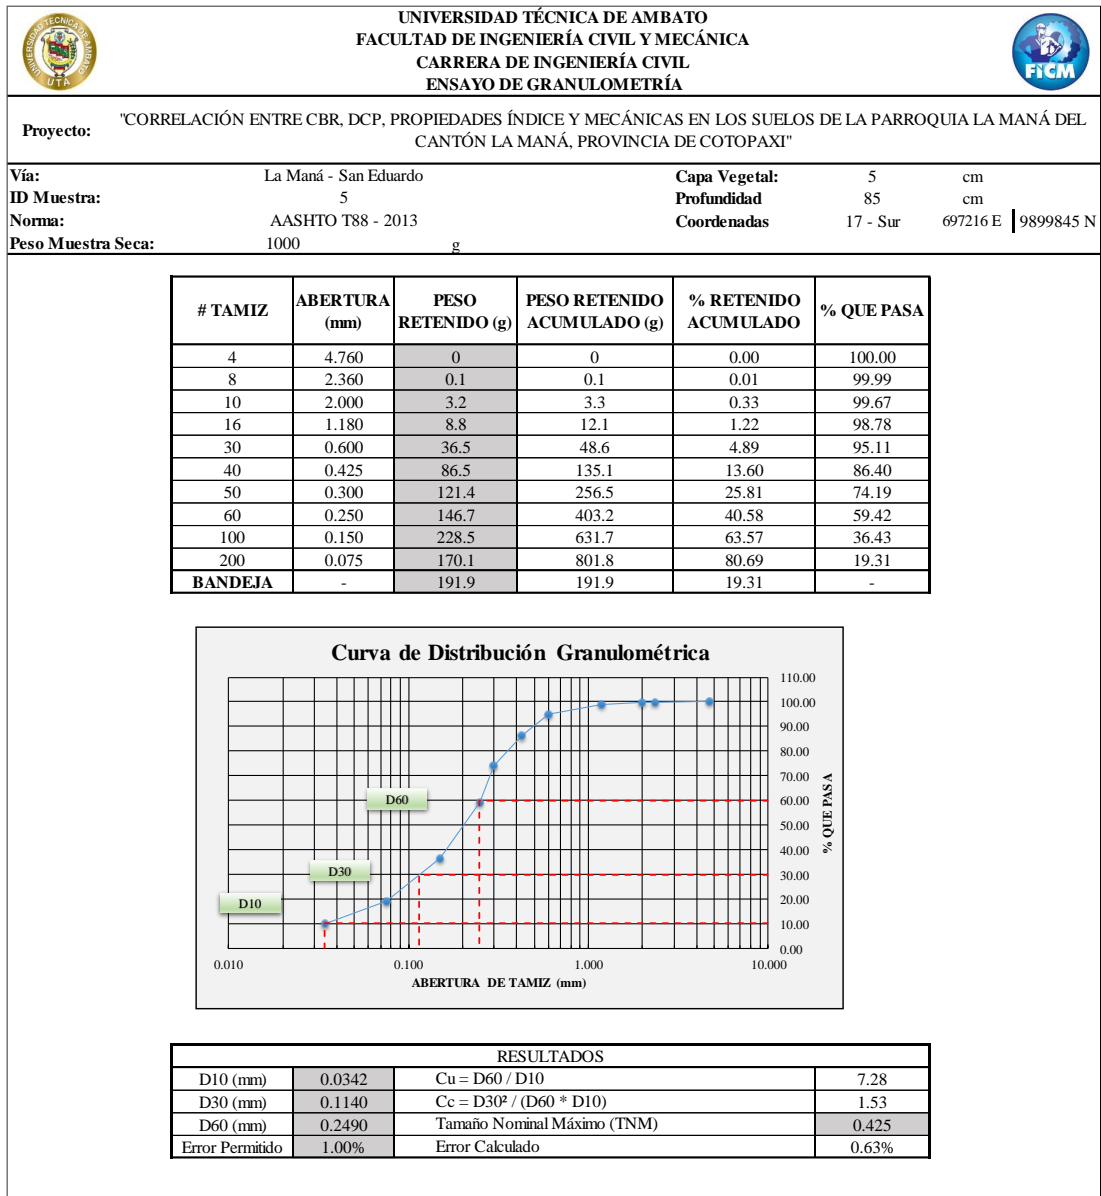 UNIVERSIDAD TÉCNICA DE AMBATO
FACULTAD DE INGENIERÍA CIVIL Y MECÁNICA
CARRERA DE INGENIERÍA CIVIL
ENSAYO DE GRANULOMETRÍA
UNIVERSIDAD TECNICA DE AMBATO
UTA
FICM
Proyecto: "CORRELACIÓN ENTRE CBR, DCP, PROPIEDADES ÍNDICE Y MECÁNICAS EN LOS SUELOS DE LA PARROQUIA LA MANÁ DEL
CANTÓN LA MANÁ, PROVINCIA DE COTOPAXI"
Vía: La Maná - San Eduardo Capa Vegetal: 5 cm
ID Muestra: 5 Profundidad 85 cm
Norma: AASHTO T88 - 2013 Coordenadas 17 - Sur 697216 E 9899845 N
Peso Muestra Seca: 1000 g
# TAMIZ ABERTURA (mm) PESO RETENIDO (g) PESO RETENIDO ACUMULADO (g) % RETENIDO ACUMULADO % QUE PASA
4 4.760 0 0 0.00 100.00
8 2.360 0.1 0.1 0.01 99.99
10 2.000 3.2 3.3 0.33 99.67
16 1.180 8.8 12.1 1.22 98.78
30 0.600 36.5 48.6 4.89 95.11
40 0.425 86.5 135.1 13.60 86.40
50 0.300 121.4 256.5 25.81 74.19
60 0.250 146.7 403.2 40.58 59.42
100 0.150 228.5 631.7 63.57 36.43
200 0.075 170.1 801.8 80.69 19.31
BANDEJA - 191.9 191.9 19.31 -
Curva de Distribución Granulométrica
110.00
100.00
90.00
80.00
70.00
60.00
50.00
40.00
30.00
20.00
10.00
0.00
% QUE PASA
D60
D30
D10
0.010 0.100 1.000 10.000
ABERTURA DE TAMIZ (mm)
RESULTADOS
D10 (mm) 0.0342 Cu = D60 / D10 7.28
D30 (mm) 0.1140 Cc = D30² / (D60 * D10) 1.53
D60 (mm) 0.2490 Tamaño Nominal Máximo (TNM) 0.425
Error Permitido 1.00% Error Calculado 0.63%